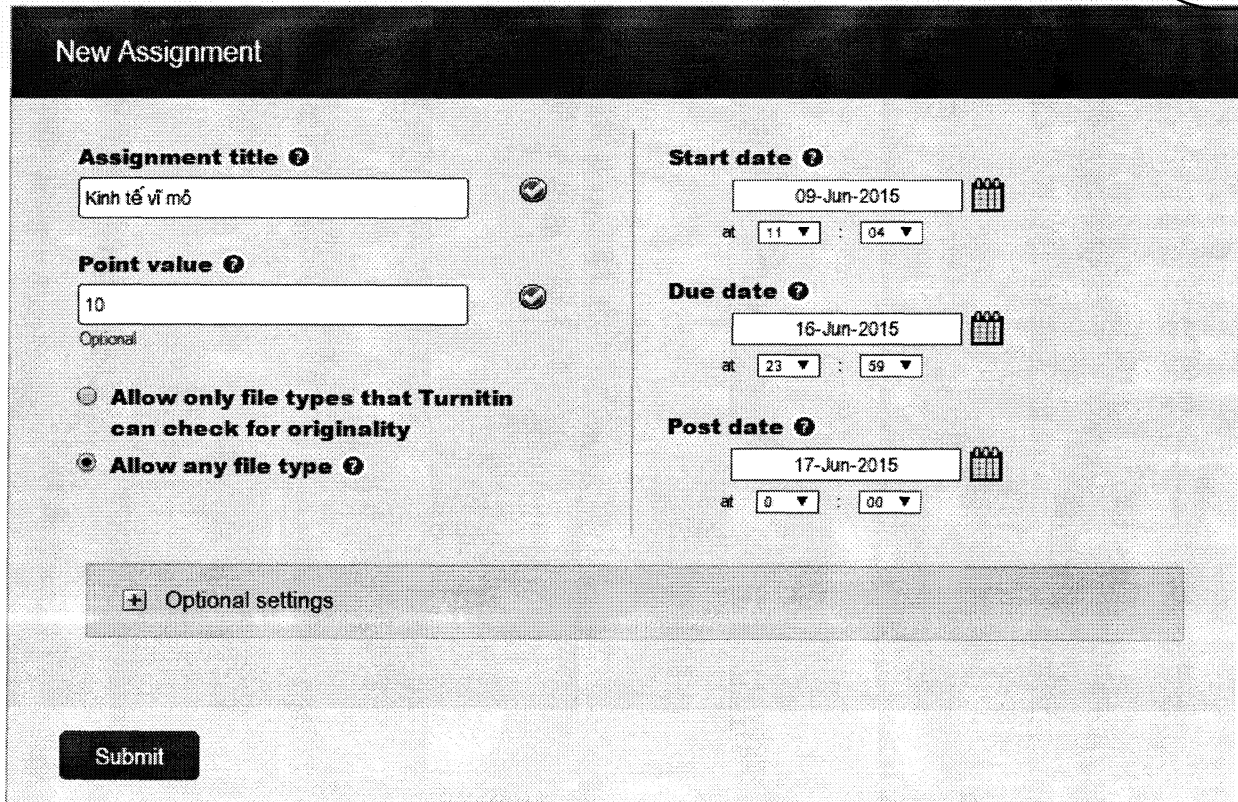 New Assignment
Assignment title
Kinh tế vĩ mô
Point value
10
Optional
Allow only file types that Turnitin
can check for originality
Allow any file type
Start date
09-Jun-2015
at 11 : 04
Due date
16-Jun-2015
at 23 : 59
Post date
17-Jun-2015
at 0 : 00
Optional settings
Submit